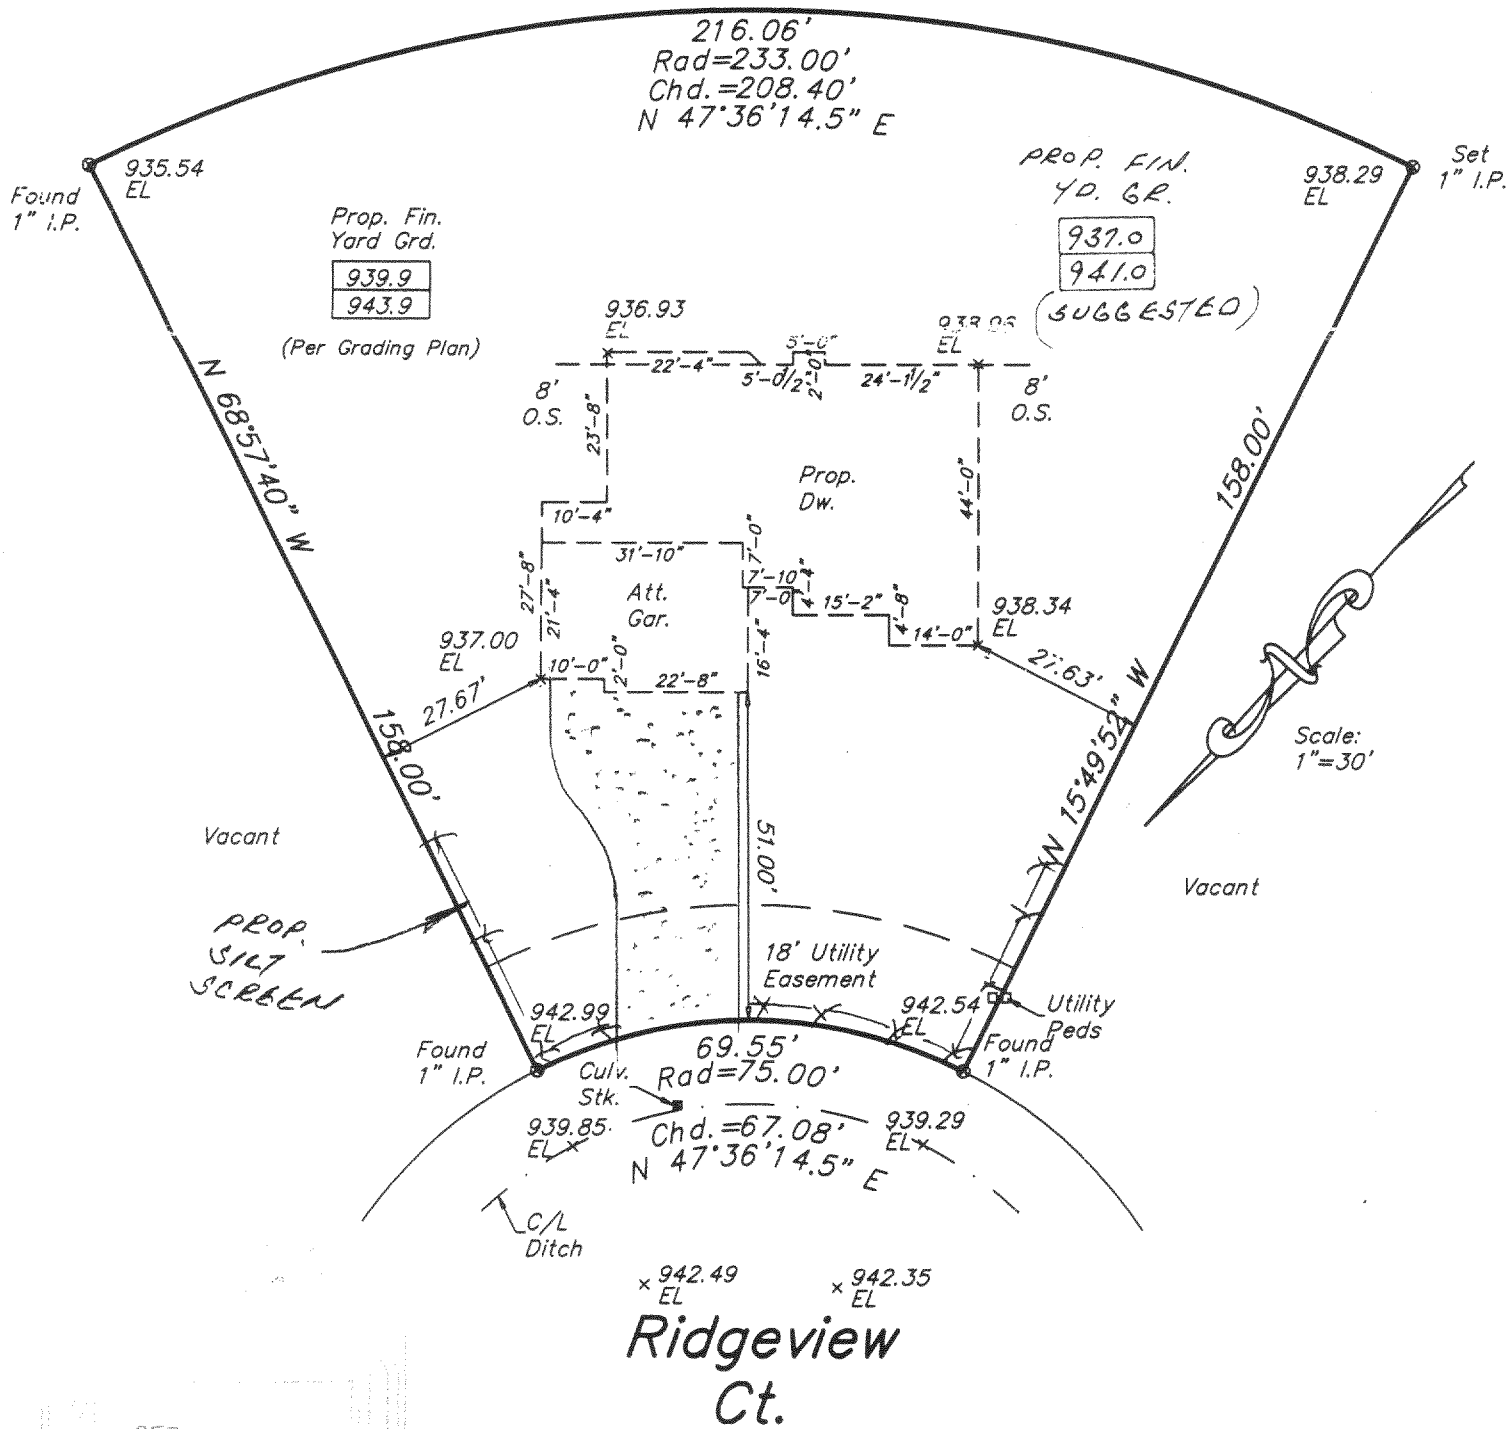 216.06'
Rad=233.00'
Chd.=208.40'
N 47°36'14.5" E
935.54
EL
Found
1" I.P.
Prop. Fin.
Yard Grd.
939.9
943.9
(Per Grading Plan)
PROP. FIN.
YD. GR.
937.0
941.0
(SUGGESTED)
938.29
EL
Set
1" I.P.
936.93
EL
EL
22'-4"
5'-0 1/2"
5'-0"
2'-0"
24'-1 1/2"
8'
O.S.
8'
O.S.
23'-8"
10'-4"
Prop.
Dw.
44'-0"
N 68°57'40" W
158.00'
158.00'
N 15°49'52" W
31'-10"
7'-0"
7'-10
7'-0
4'-4"
15'-2"
4'-8"
14'-0"
27'-8"
21'-4"
Att.
Gar.
16'-4"
937.00
EL
10'-0"
2'-0"
22'-8"
938.34
EL
27.67'
27.63'
Scale:
1"=30'
51.00'
Vacant
Vacant
PROP.
SILT
SCREEN
18' Utility
Easement
942.99
EL
942.54
EL
Utility
Peds
Found
1" I.P.
Found
1" I.P.
69.55'
Rad=75.00'
Culv.
Stk.
Chd.=67.08'
N 47°36'14.5" E
939.85
EL
939.29
EL
C/L
Ditch
942.49
EL
942.35
EL
Ridgeview
Ct.